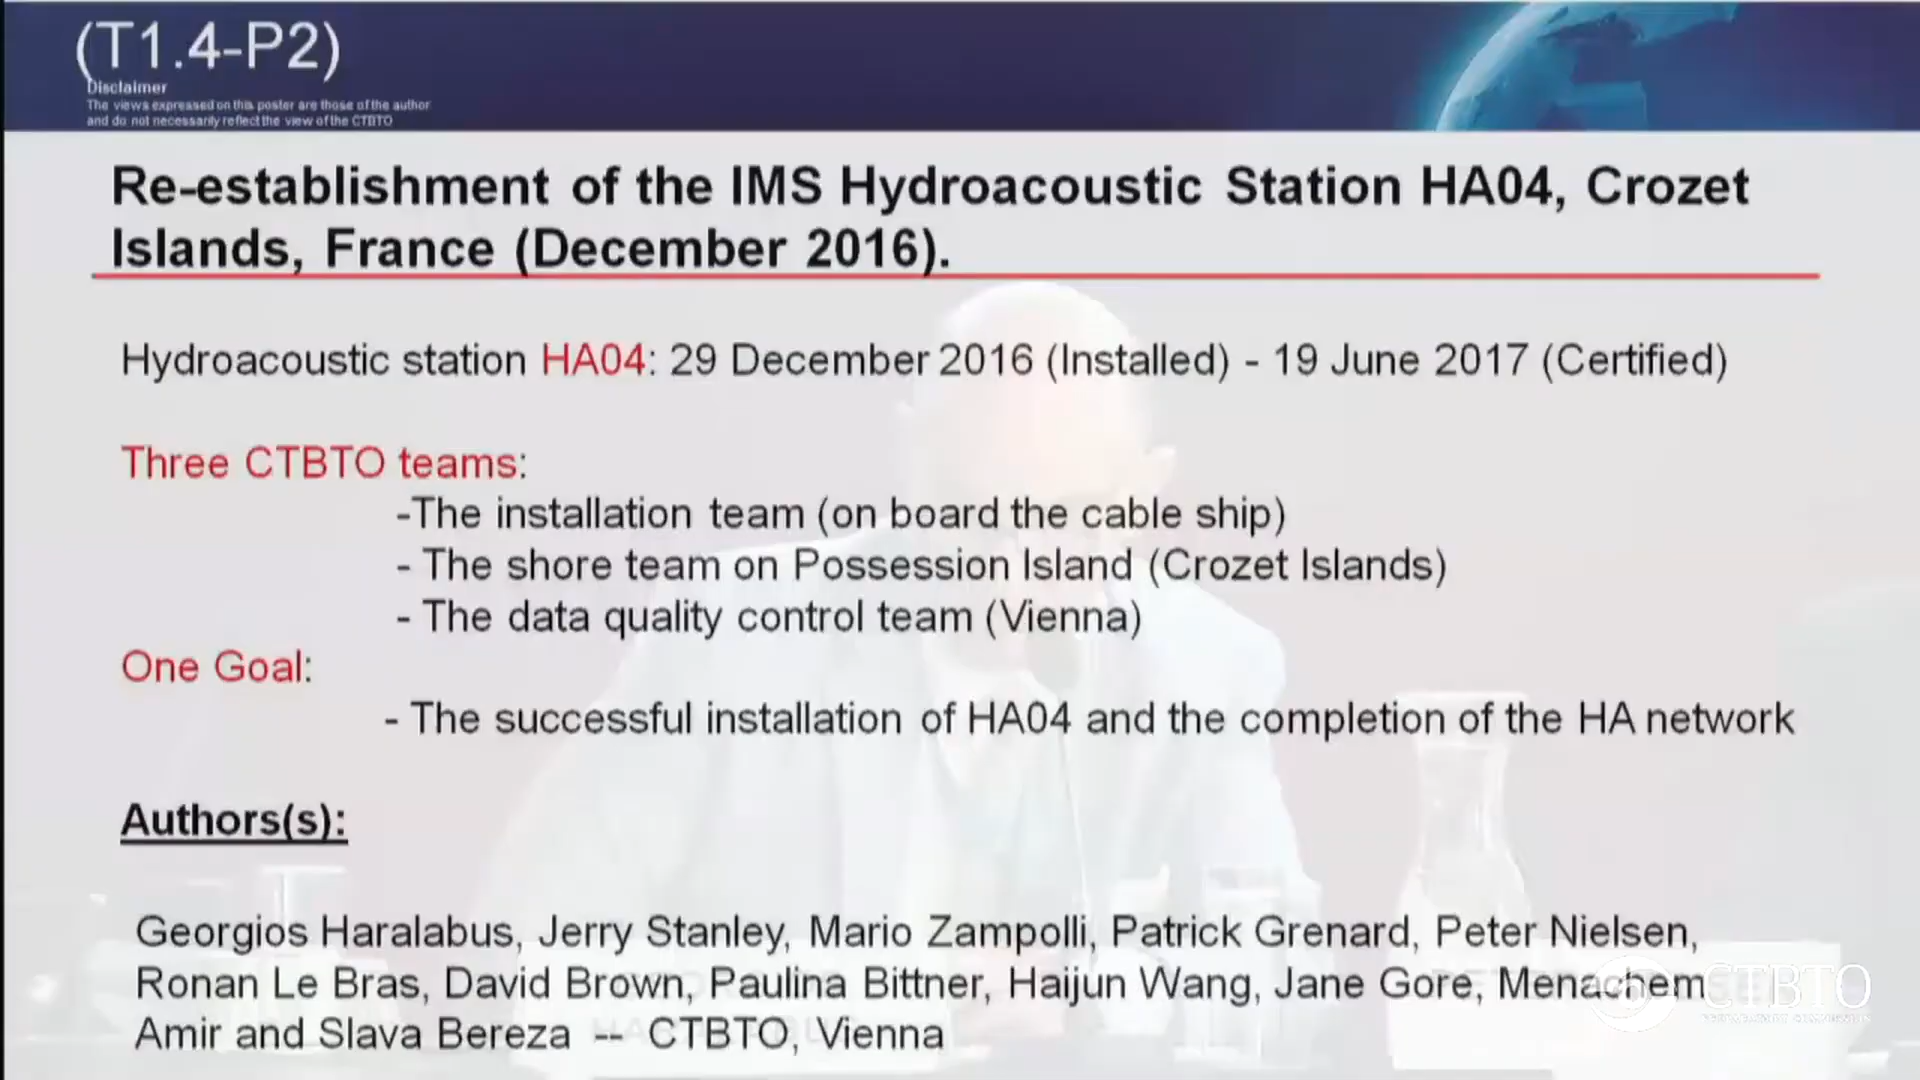 (T1.4-P2)
Disclaimer
The views expressed on this poster are those of the author
and do not necessarily reflect the view of the CTBTO
Re-establishment of the IMS Hydroacoustic Station HA04, Crozet
Islands, France (December 2016).
Hydroacoustic station HA04: 29 December 2016 (Installed) - 19 June 2017 (Certified)
Three CTBTO teams:
-The installation team (on board the cable ship)
- The shore team on Possession Island (Crozet Islands)
- The data quality control team (Vienna)
One Goal:
- The successful installation of HA04 and the completion of the HA network
Authors(s):
Georgios Haralabus, Jerry Stanley, Mario Zampolli, Patrick Grenard, Peter Nielsen,
Ronan Le Bras, David Brown, Paulina Bittner, Haijun Wang, Jane Gore, Menachem
Amir and Slava Bereza -- CTBTO, Vienna
CTBTO